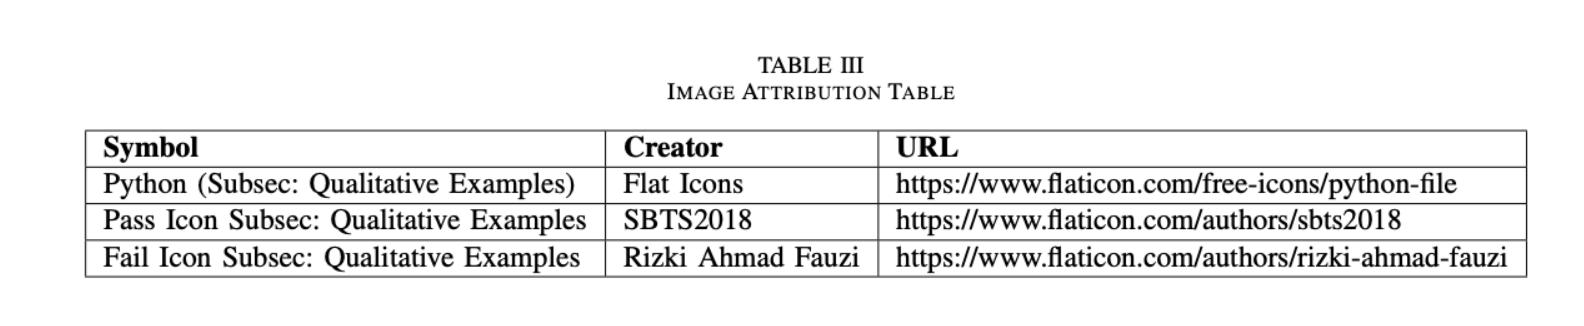 TABLE III
IMAGE ATTRIBUTION TABLE
Symbol Creator URL
Python (Subsec: Qualitative Examples) Flat Icons https://www.flaticon.com/free-icons/python-file
Pass Icon Subsec: Qualitative Examples SBTS2018 https://www.flaticon.com/authors/sbts2018
Fail Icon Subsec: Qualitative Examples Rizki Ahmad Fauzi https://www.flaticon.com/authors/rizki-ahmad-fauzi